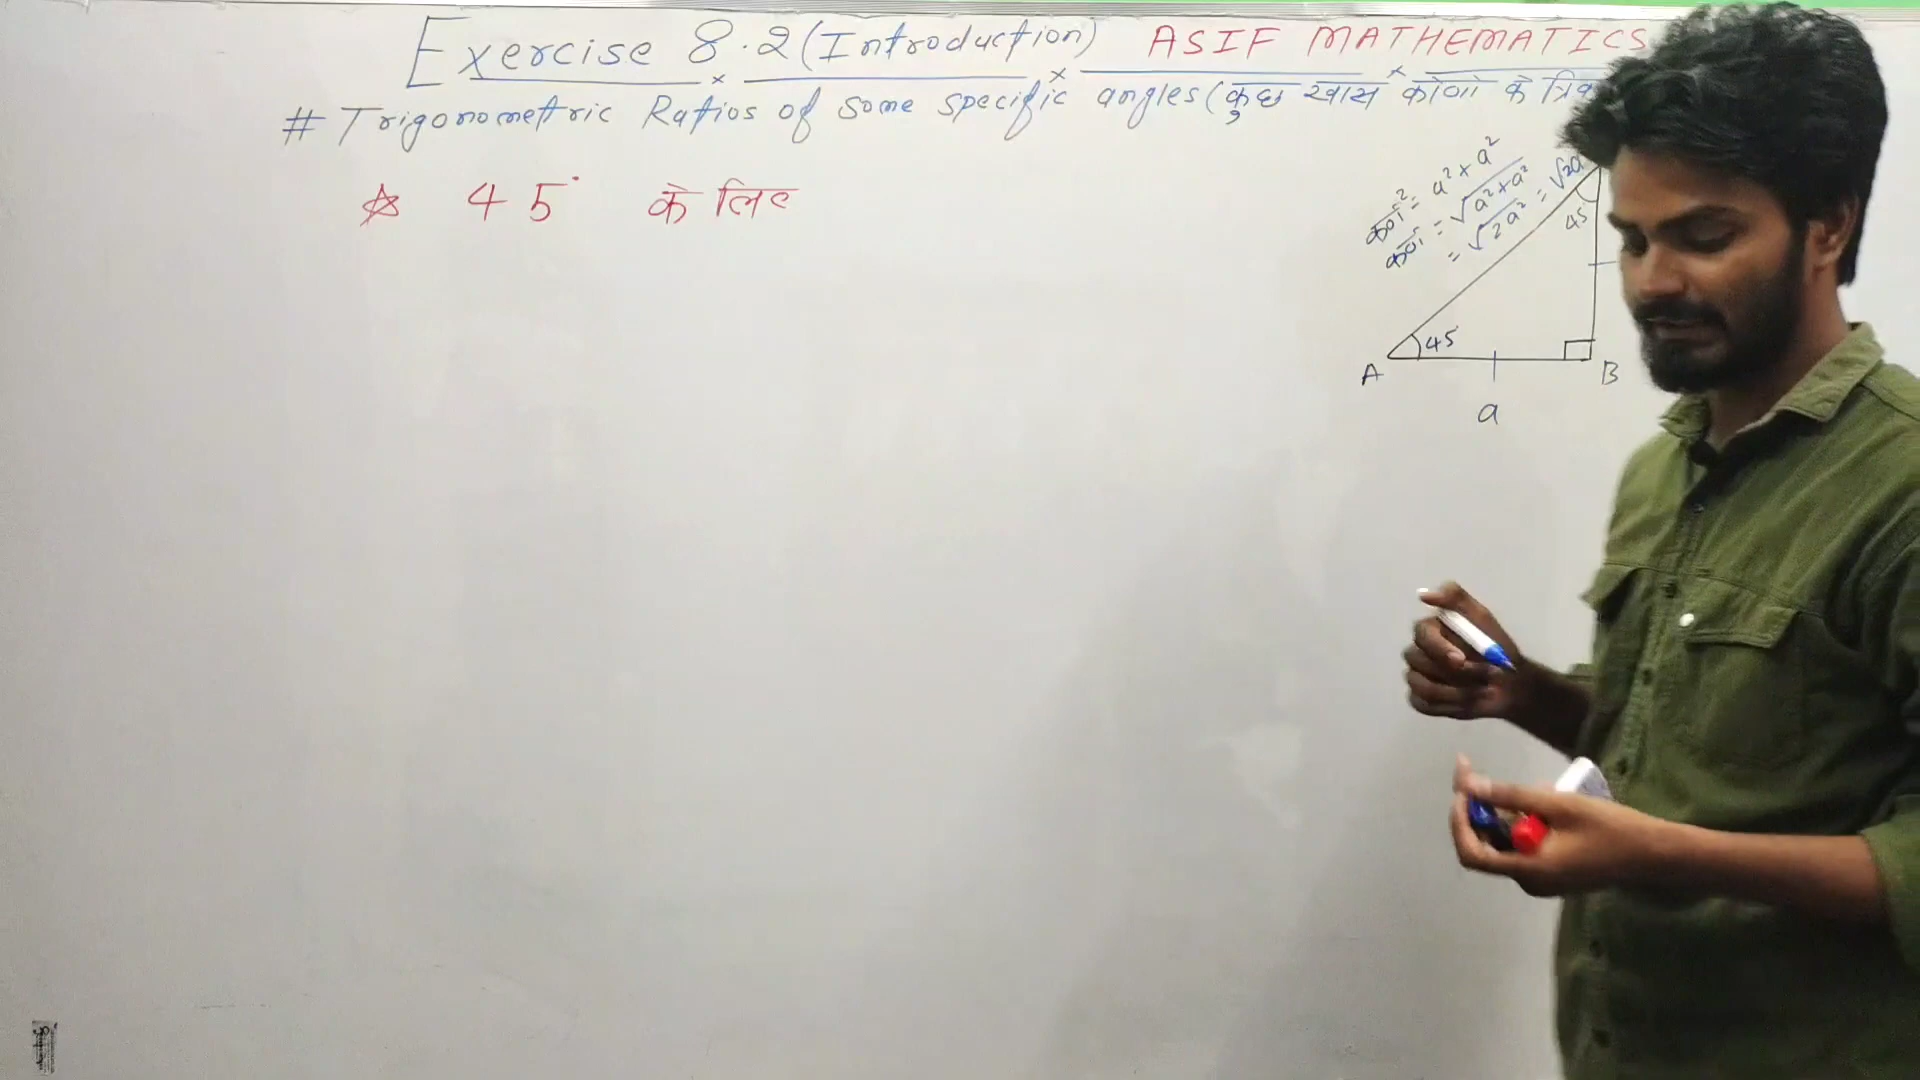 Exercise 8.2 (Introduction) ASIF MATHEMATICS
# Trigonometric Ratios of some specific angles (कुछ खास कोणो के
☆ 45° के लिए
कर्ण² = a² + a²
कर्ण = √a² + a²
= √2a² = √2a
45
45
A
B
a